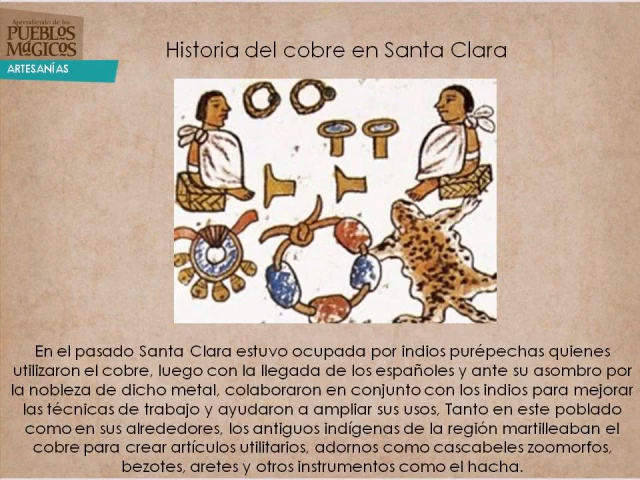 Aprendiendo de los
PUEBLOS
MÁGICOS
ARTESANÍAS
Historia del cobre en Santa Clara
En el pasado Santa Clara estuvo ocupada por indios purépechas quienes
utilizaron el cobre, luego con la llegada de los españoles y ante su asombro por
la nobleza de dicho metal, colaboraron en conjunto con los indios para mejorar
las técnicas de trabajo y ayudaron a ampliar sus usos, Tanto en este poblado
como en sus alrededores, los antiguos indígenas de la región martilleaban el
cobre para crear artículos utilitarios, adornos como cascabeles zoomorfos,
bezotes, aretes y otros instrumentos como el hacha.